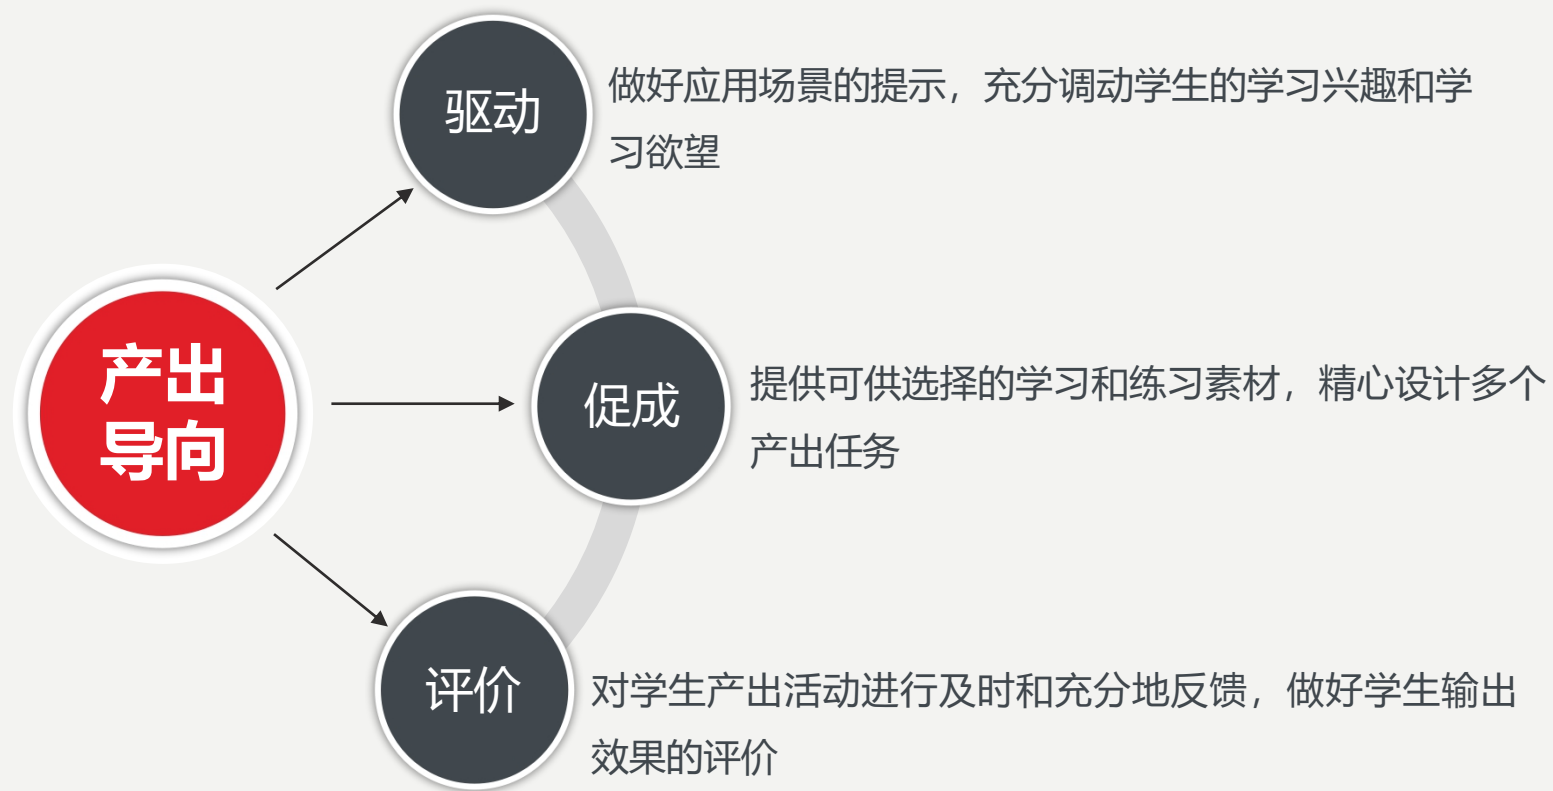 驱动
做好应用场景的提示，充分调动学生的学习兴趣和学
习欲望
产出
导向
促成
提供可供选择的学习和练习素材，精心设计多个
产出任务
评价
对学生产出活动进行及时和充分地反馈，做好学生输出
效果的评价